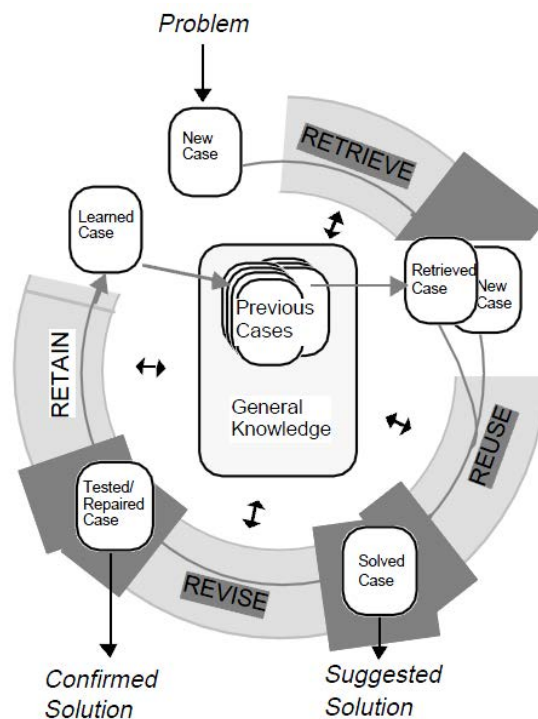 Problem
New
Case
RETRIEVE
Learned
Case
Retrieved
Case
New
Case
Previous
Cases
General
Knowledge
RETAIN
REUSE
Tested/
Repaired
Case
Solved
Case
REVISE
Confirmed
Solution
Suggested
Solution